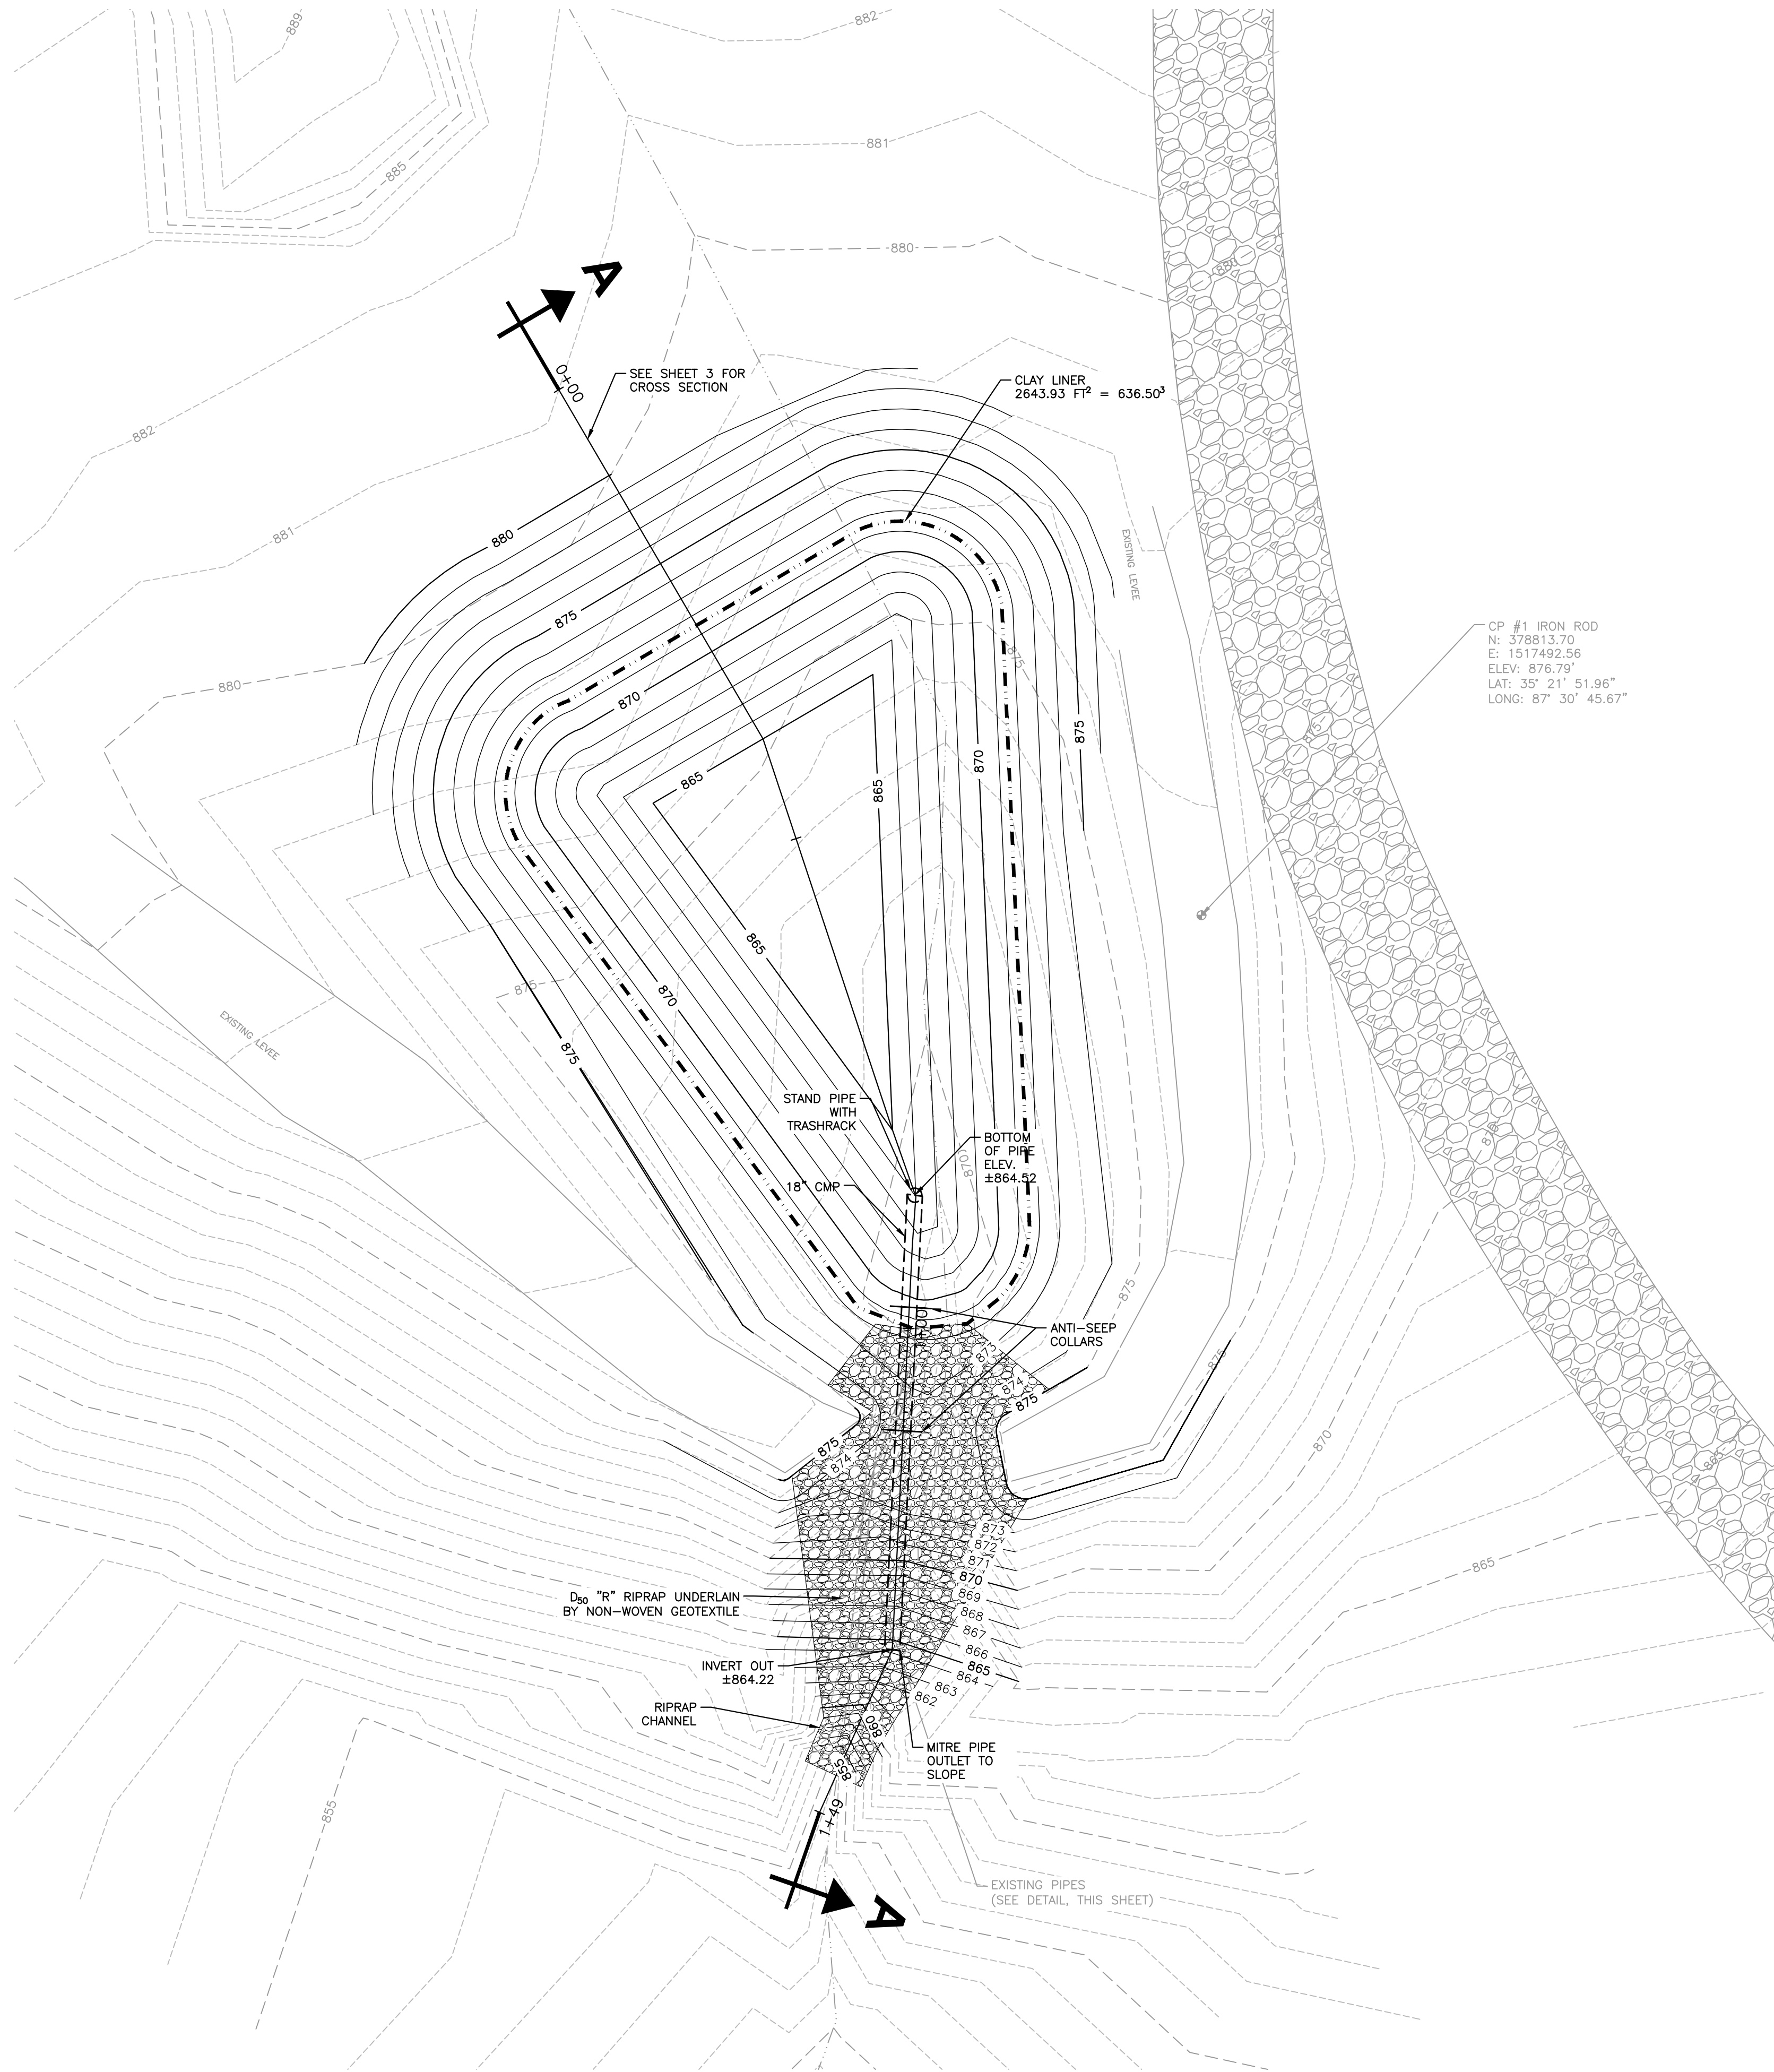 889
882
885
881
880
880
A
0+00
SEE SHEET 3 FOR
CROSS SECTION
CLAY LINER
2643.93 FT² = 636.50³
882
881
880
880
875
EXISTING LEVEE
CP #1 IRON ROD
N: 378813.70
E: 1517492.56
ELEV: 876.79'
LAT: 35° 21' 51.96"
LONG: 87° 30' 45.67"
875
870
875
875
870
865
865
865
875
870
875
EXISTING LEVEE
STAND PIPE
WITH
TRASHRACK
BOTTOM
OF PIPE
ELEV.
±864.52
870
18" CMP
875
ANTI-SEEP
COLLARS
873
874
875
875
875
874
870
865
865
873
872
871
870
869
868
867
866
865
864
863
862
D50 "R" RIPRAP UNDERLAIN
BY NON-WOVEN GEOTEXTILE
INVERT OUT
±864.22
RIPRAP
CHANNEL
860
855
MITRE PIPE
OUTLET TO
SLOPE
855
1+49
A
EXISTING PIPES
(SEE DETAIL, THIS SHEET)